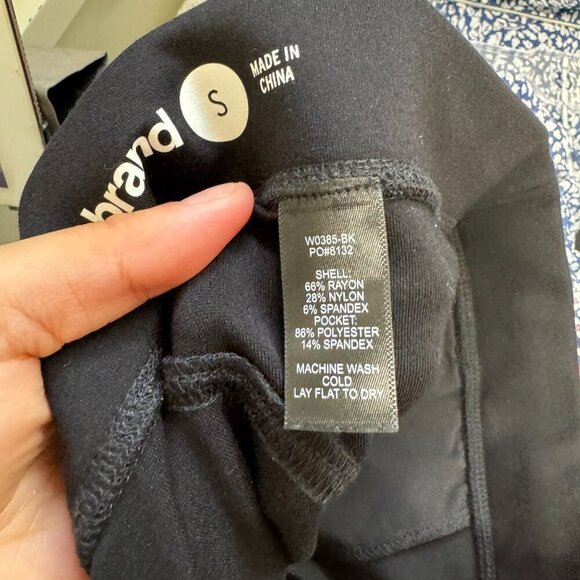 brand
S
MADE IN
CHINA
W0385-BK
PO#8132
SHELL:
66% RAYON
28% NYLON
6% SPANDEX
POCKET:
86% POLYESTER
14% SPANDEX
MACHINE WASH
COLD
LAY FLAT TO DRY